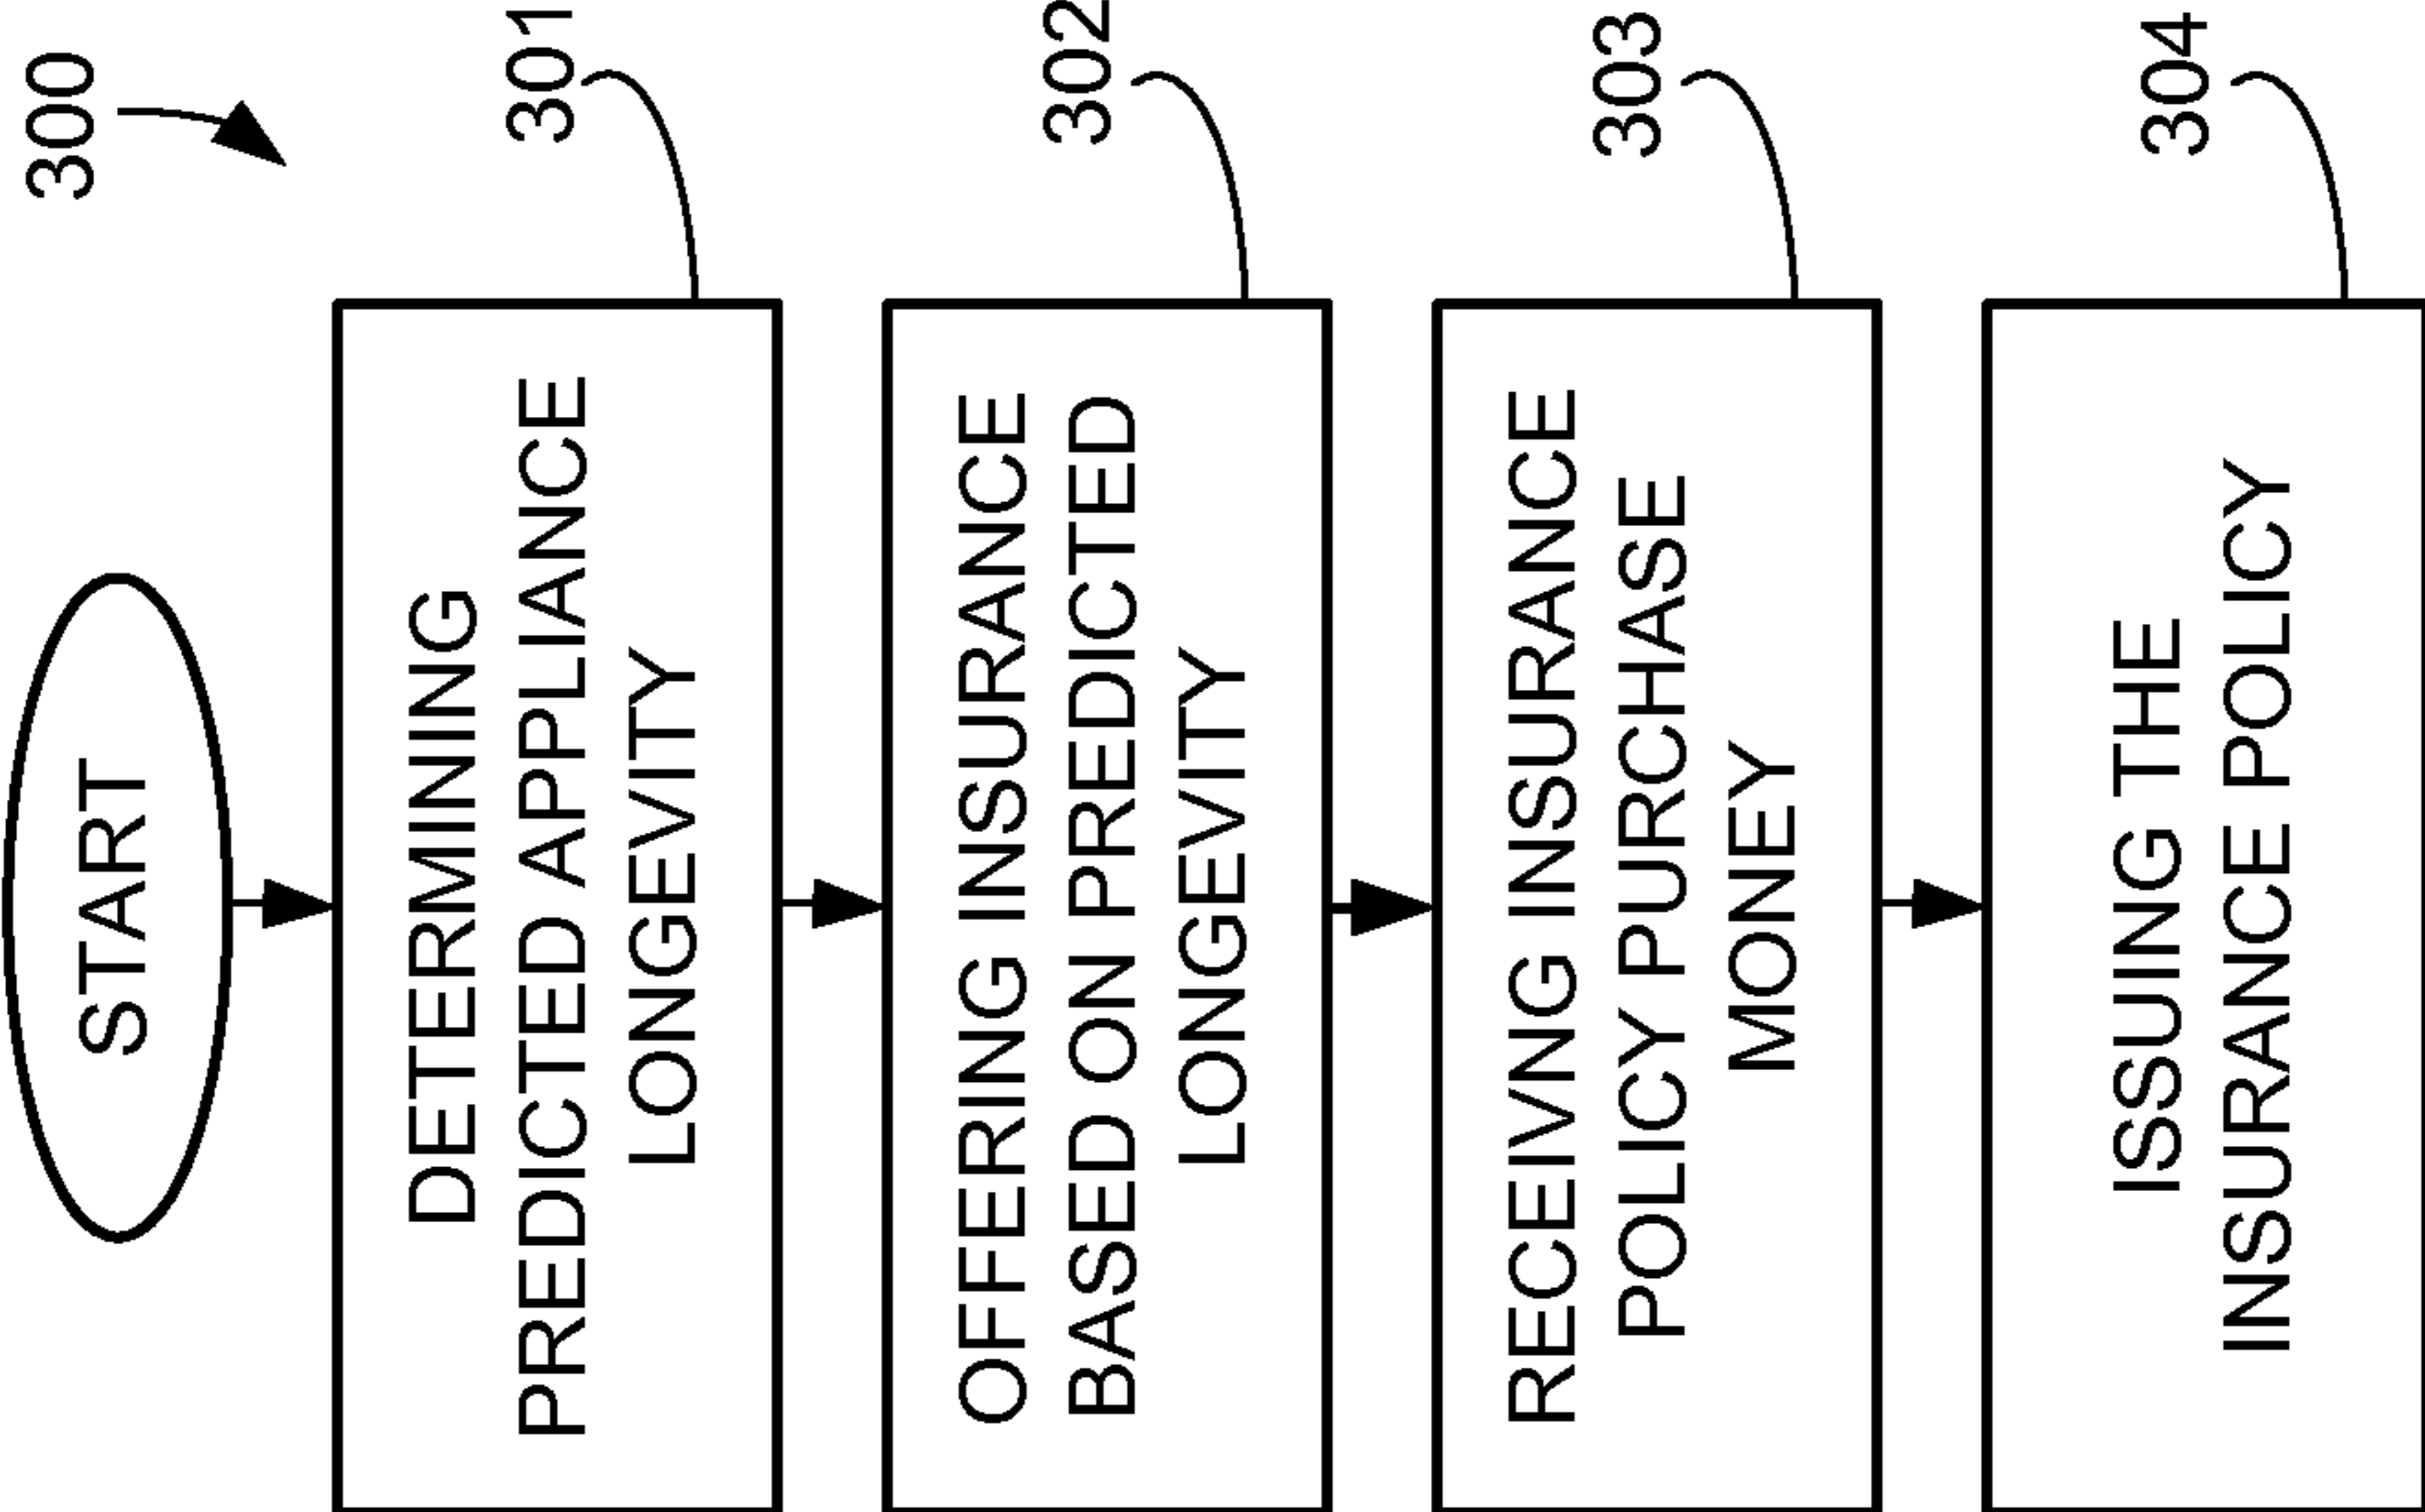 300
START
301
DETERMINING
PREDICTED APPLIANCE
LONGEVITY
302
OFFERING INSURANCE
BASED ON PREDICTED
LONGEVITY
303
RECEIVNG INSURANCE
POLICY PURCHASE
MONEY
304
ISSUING THE
INSURANCE POLICY